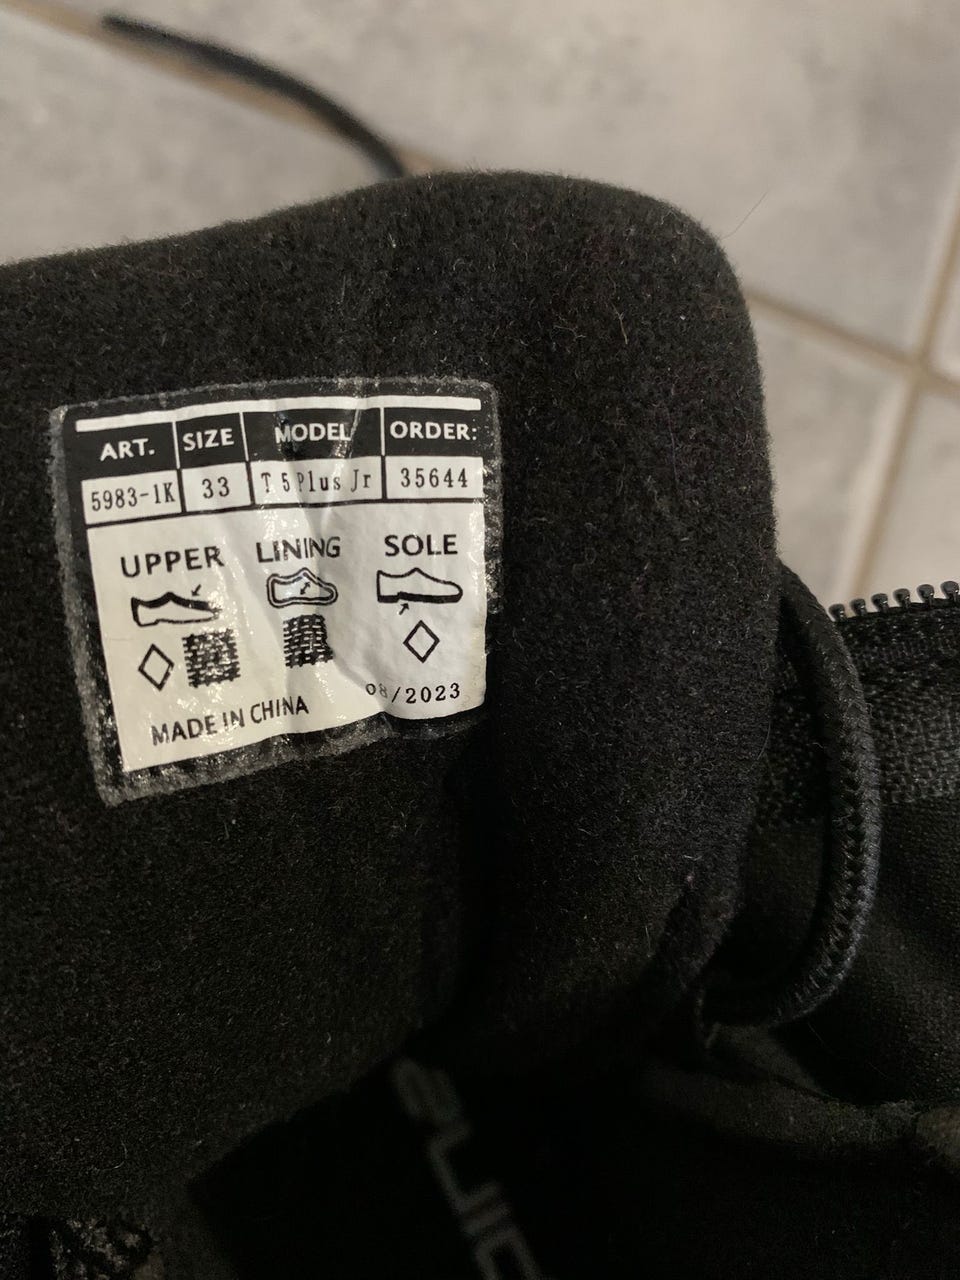 ART. SIZE MODEL ORDER:
5983-1K 33 T 5 Plus Jr 35644
UPPER LINING SOLE
08/2023
MADE IN CHINA